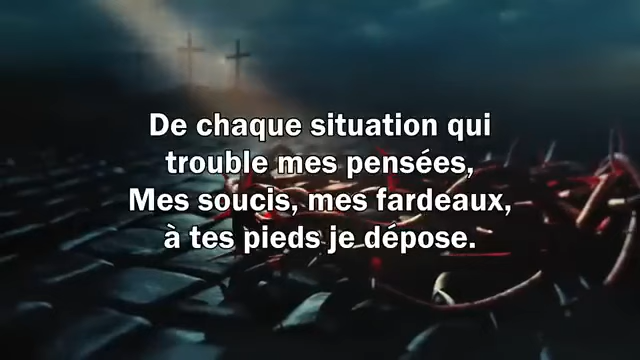 De chaque situation qui
trouble mes pensées,
Mes soucis, mes fardeaux,
à tes pieds je dépose.